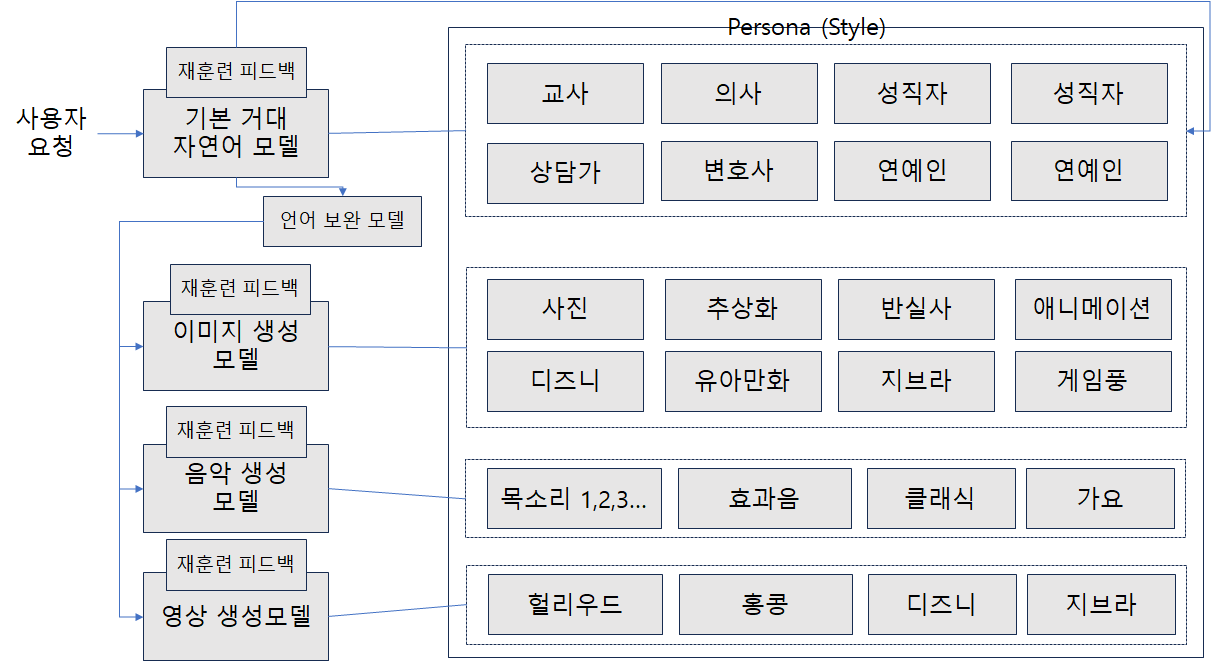 Persona (Style)
재훈련 피드백
사용자
요청
기본 거대
자연어 모델
교사
의사
성직자
성직자
상담가
변호사
연예인
연예인
언어 보완 모델
재훈련 피드백
이미지 생성
모델
사진
추상화
반실사
애니메이션
디즈니
유아만화
지브라
게임풍
재훈련 피드백
음악 생성
모델
목소리 1,2,3...
효과음
클래식
가요
재훈련 피드백
영상 생성모델
헐리우드
홍콩
디즈니
지브라